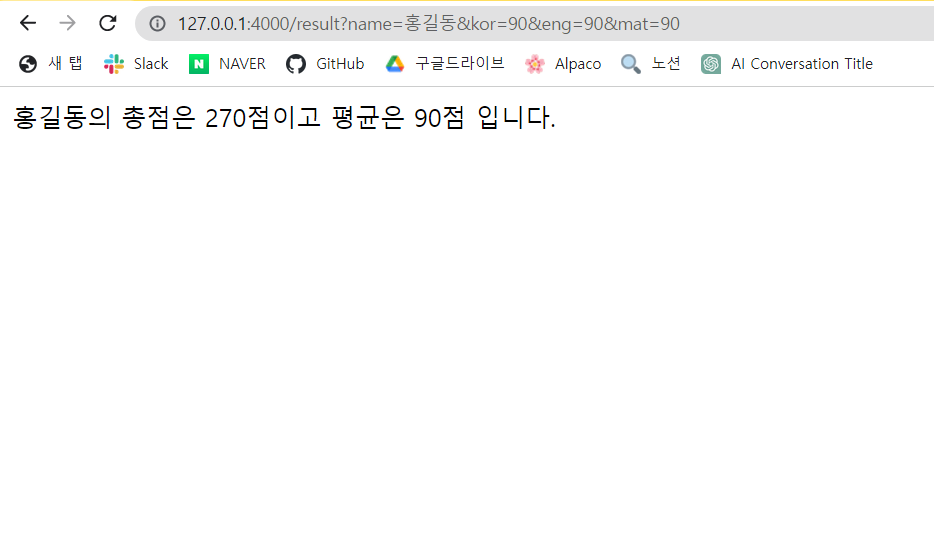 127.0.0.1:4000/result?name=홍길동&kor=90&eng=90&mat=90
새 탭 Slack NAVER GitHub 구글드라이브 Alpaco 노션 AI Conversation Title
홍길동의 총점은 270점이고 평균은 90점 입니다.